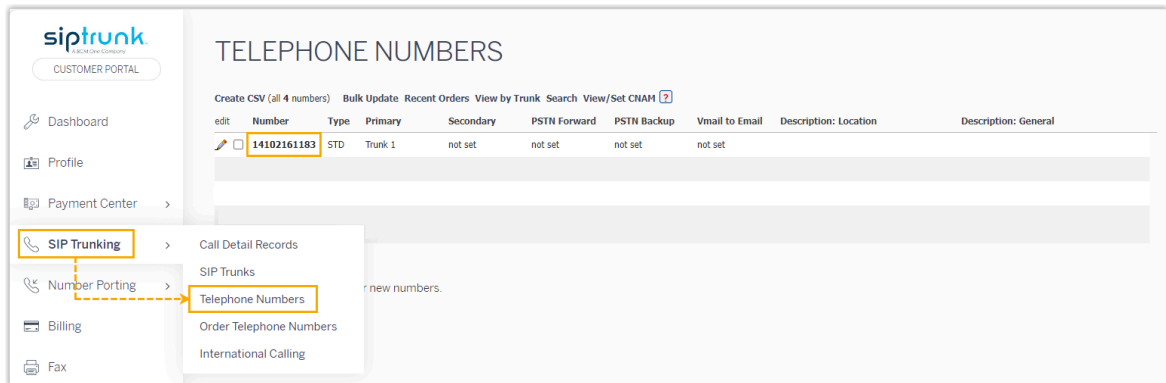 siptrunk.
A BCM One Company
CUSTOMER PORTAL
Dashboard
Profile
Payment Center >
SIP Trunking >
Number Porting >
Billing
Fax
Call Detail Records
SIP Trunks
Telephone Numbers
Order Telephone Numbers
International Calling
TELEPHONE NUMBERS
Create CSV (all 4 numbers) Bulk Update Recent Orders View by Trunk Search View/Set CNAM ?
edit Number Type Primary Secondary PSTN Forward PSTN Backup Vmail to Email Description: Location Description: General
14102161183 STD Trunk 1 not set not set not set not set
r new numbers.